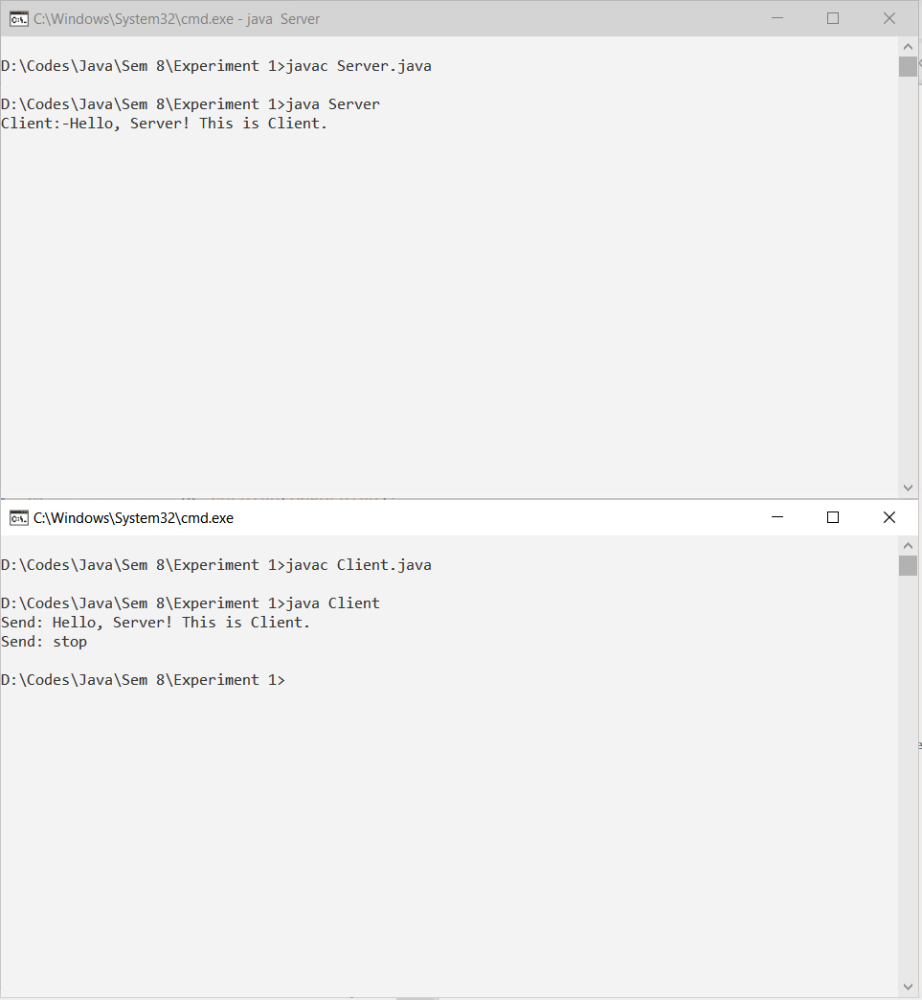 C:\Windows\System32\cmd.exe - java  Server
D:\Codes\Java\Sem 8\Experiment 1>javac Server.java
D:\Codes\Java\Sem 8\Experiment 1>java Server
Client:-Hello, Server! This is Client.
C:\Windows\System32\cmd.exe
D:\Codes\Java\Sem 8\Experiment 1>javac Client.java
D:\Codes\Java\Sem 8\Experiment 1>java Client
Send: Hello, Server! This is Client.
Send: stop
D:\Codes\Java\Sem 8\Experiment 1>